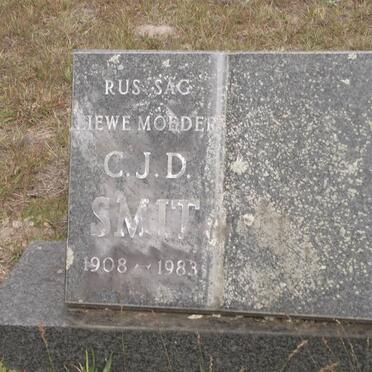 RUS SAG
LIEWE MOEDER
C.J.D.
SMIT
1908 - 1983